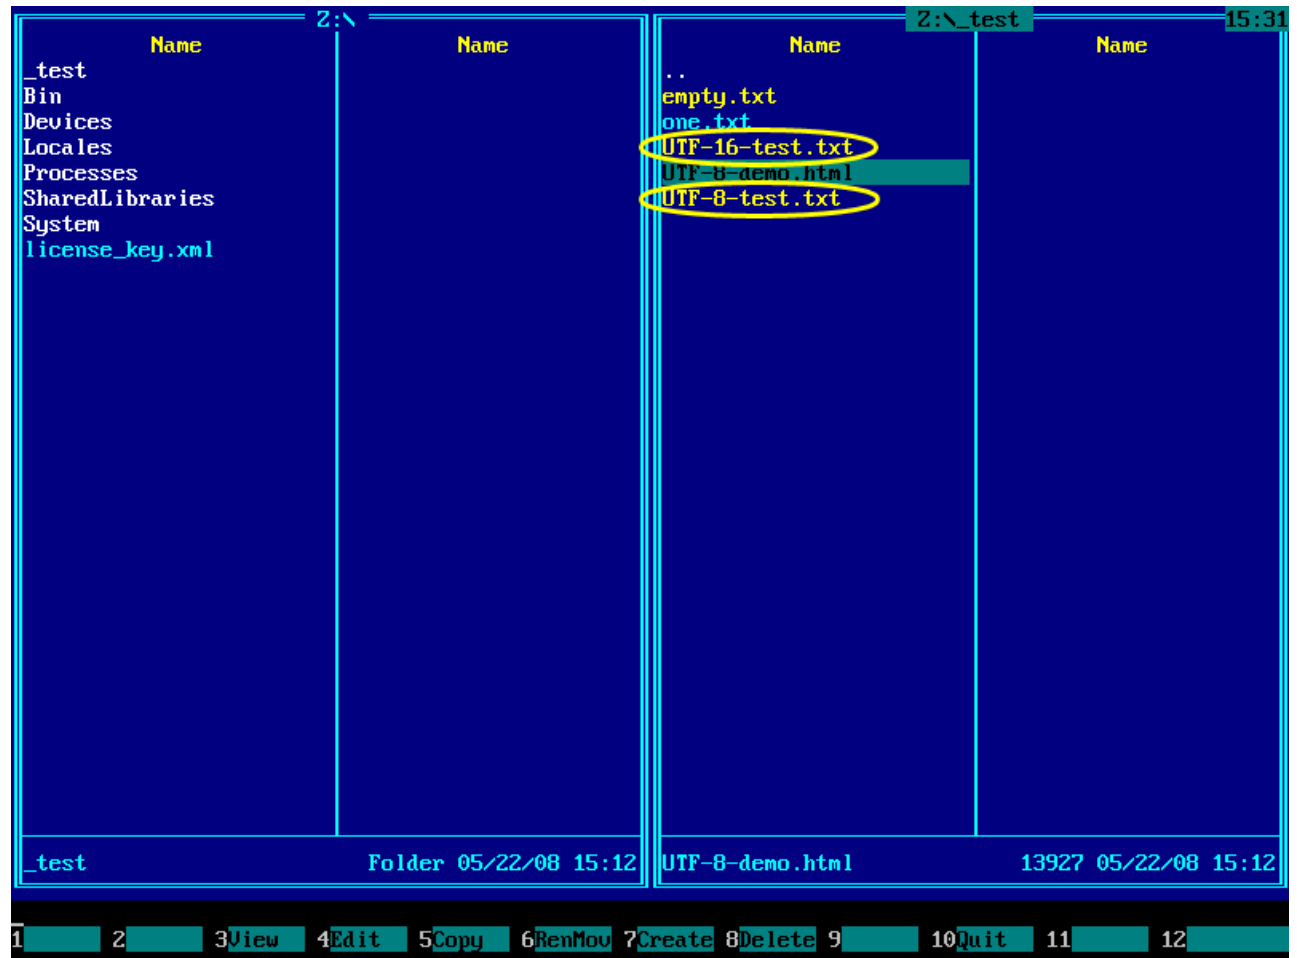 Z:\
Name Name
_test
Bin
Devices
Locales
Processes
SharedLibraries
System
license_key.xml
_test Folder 05/22/08 15:12
Z:\_test 15:31
Name Name
..
empty.txt
one.txt
UTF-16-test.txt
UTF-8-demo.html
UTF-8-test.txt
UTF-8-demo.html 13927 05/22/08 15:12
1 2 3View 4Edit 5Copy 6RenMov 7Create 8Delete 9 10Quit 11 12